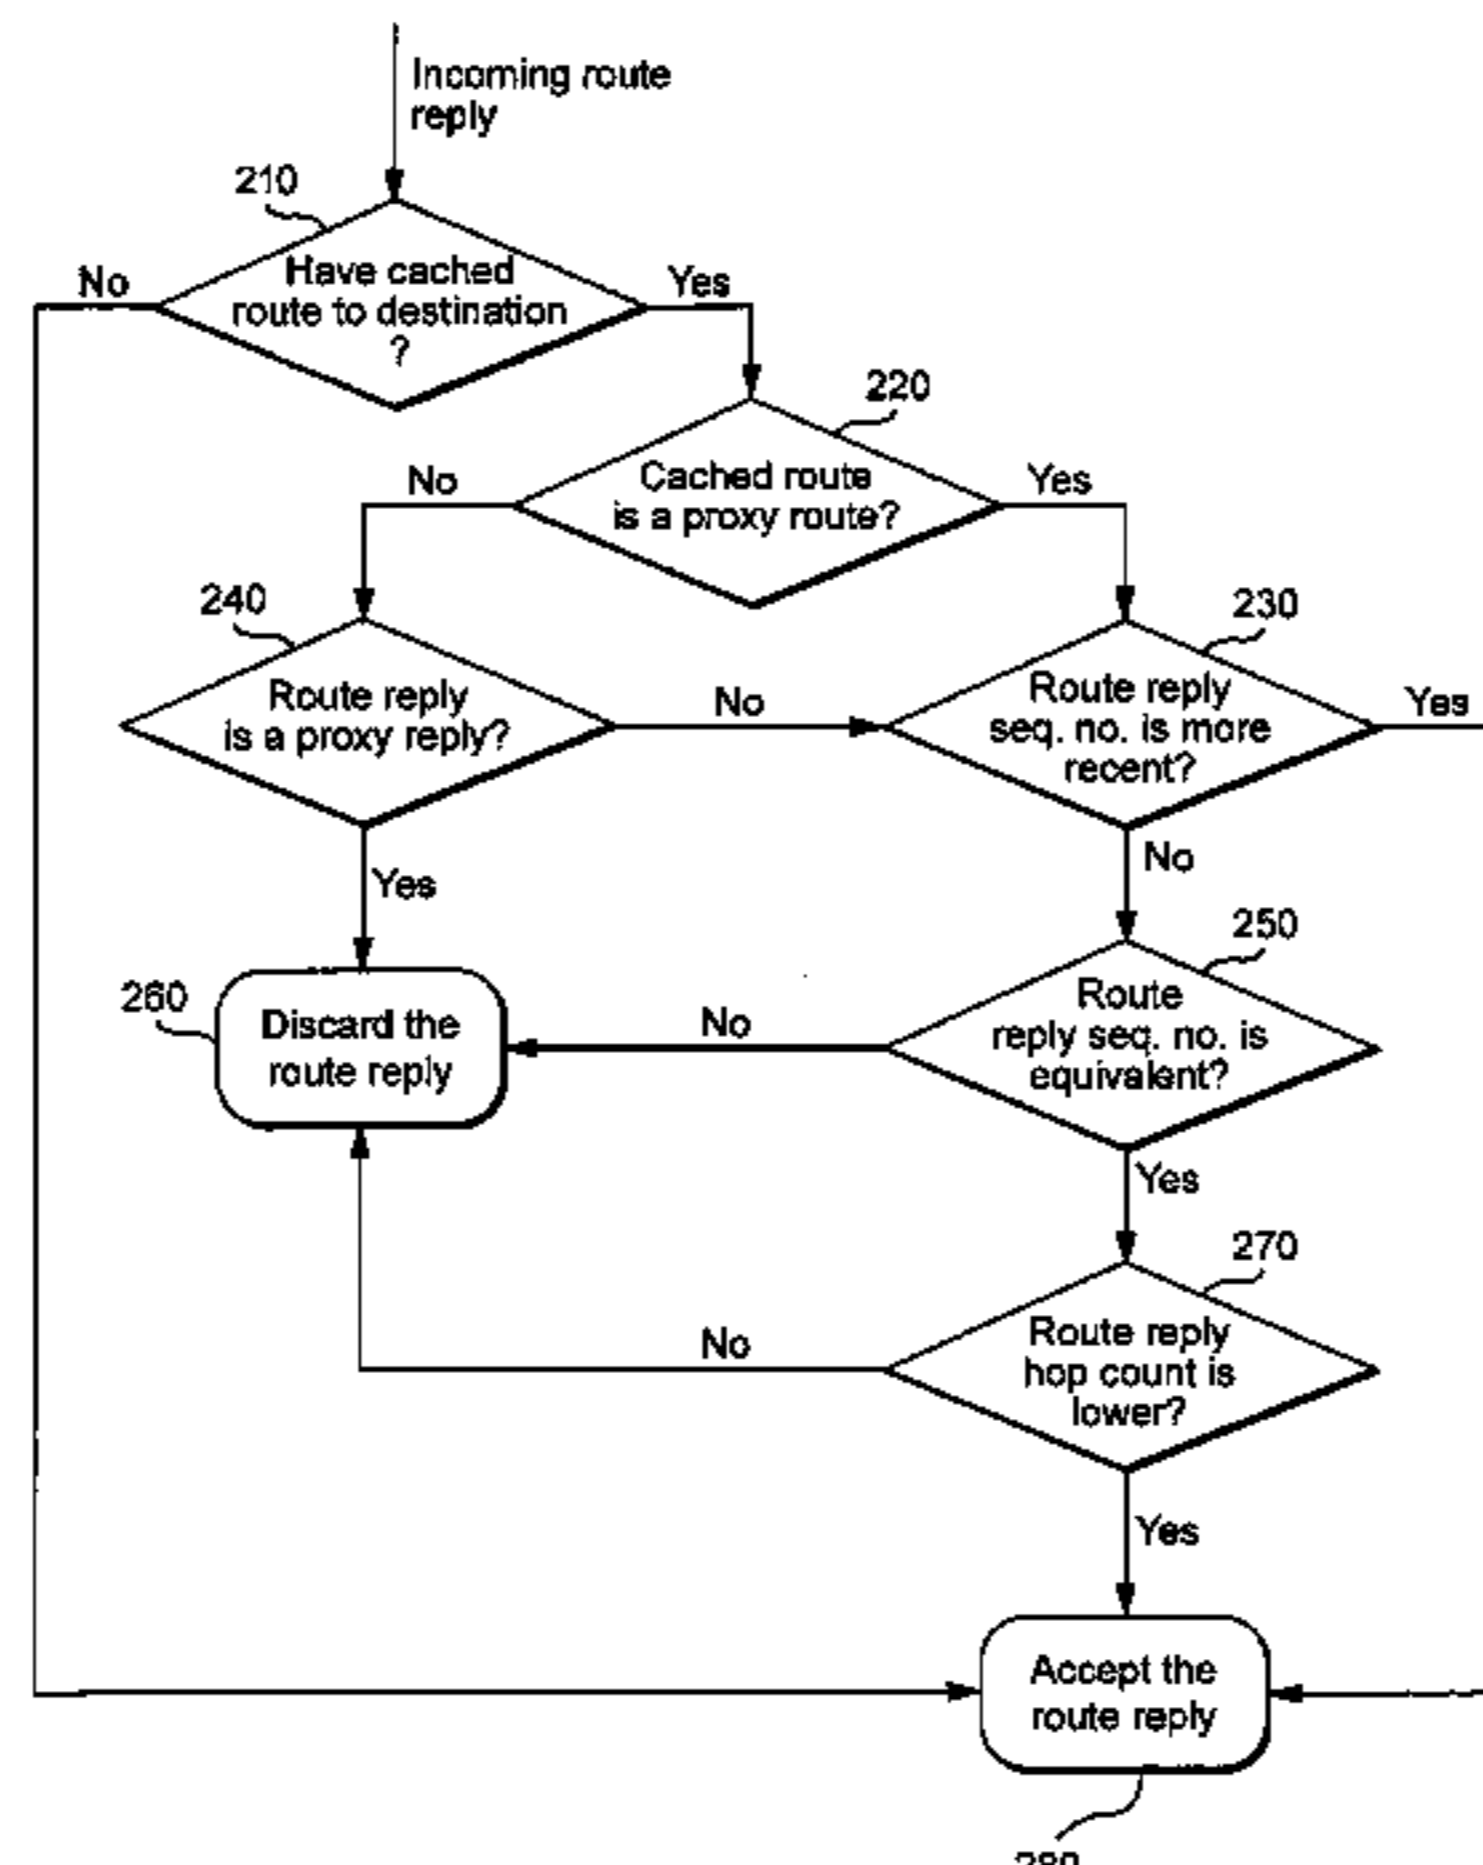 Incoming route
reply
210
No
Have cached
route to destination
?
Yes
220
No
Cached route
is a proxy route?
Yes
240
230
Route reply
is a proxy reply?
No
Route reply
seq. no. is more
recent?
Yes
Yes
No
250
260
Discard the
route reply
No
Route
reply seq. no. is
equivalent?
Yes
270
No
Route reply
hop count is
lower?
Yes
Accept the
route reply